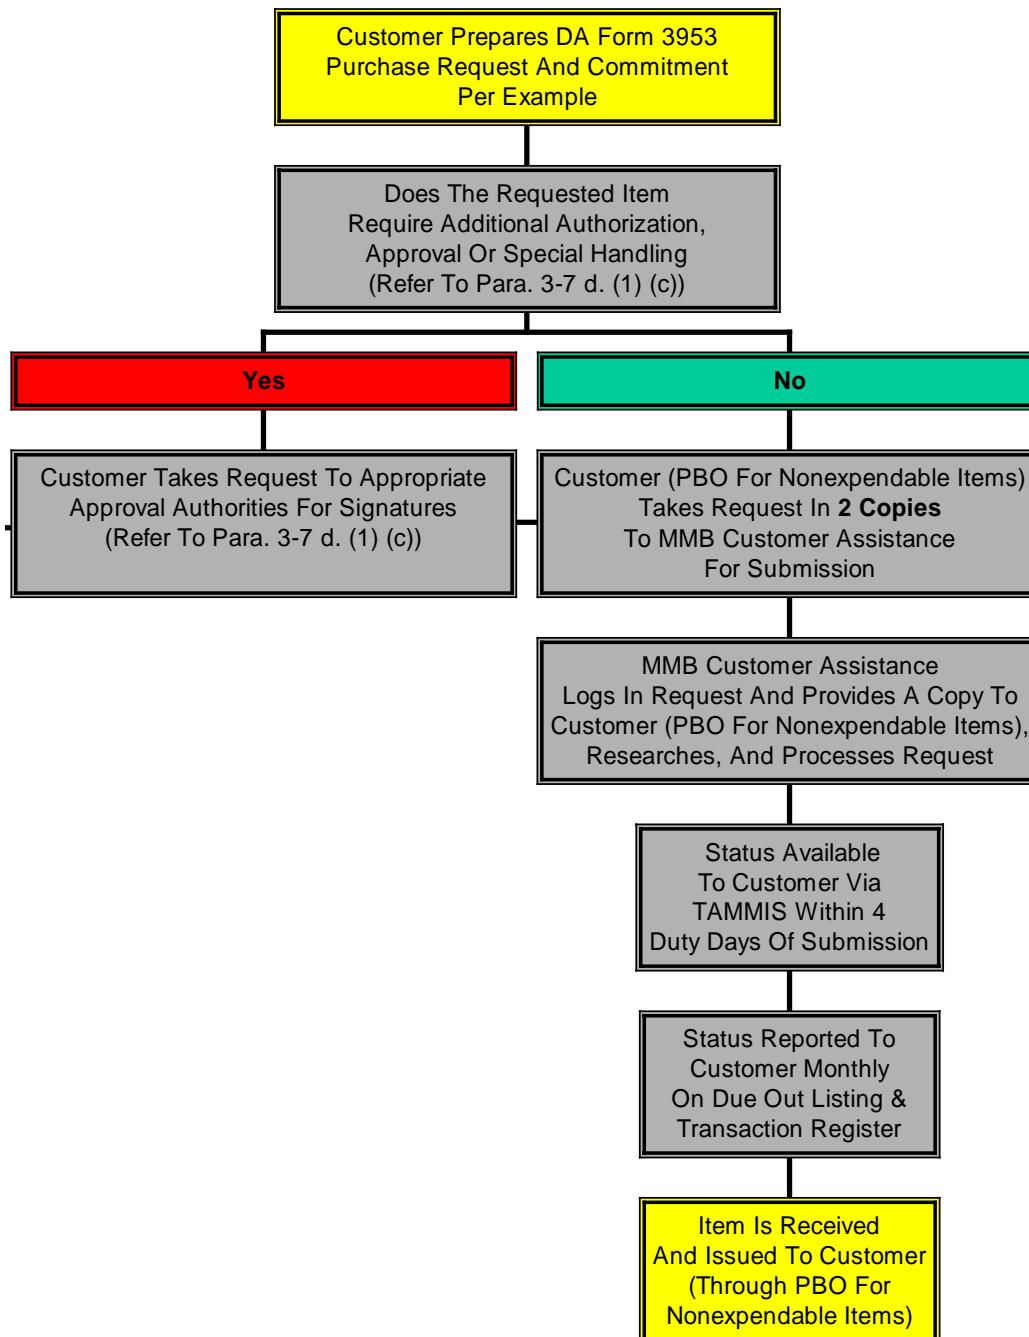 Customer Prepares DA Form 3953
Purchase Request And Commitment
Per Example
Does The Requested Item
Require Additional Authorization,
Approval Or Special Handling
(Refer To Para. 3-7 d. (1) (c))
Yes
No
Customer Takes Request To Appropriate
Approval Authorities For Signatures
(Refer To Para. 3-7 d. (1) (c))
Customer (PBO For Nonexpendable Items)
Takes Request In 2 Copies
To MMB Customer Assistance
For Submission
MMB Customer Assistance
Logs In Request And Provides A Copy To
Customer (PBO For Nonexpendable Items),
Researches, And Processes Request
Status Available
To Customer Via
TAMMIS Within 4
Duty Days Of Submission
Status Reported To
Customer Monthly
On Due Out Listing &
Transaction Register
Item Is Received
And Issued To Customer
(Through PBO For
Nonexpendable Items)